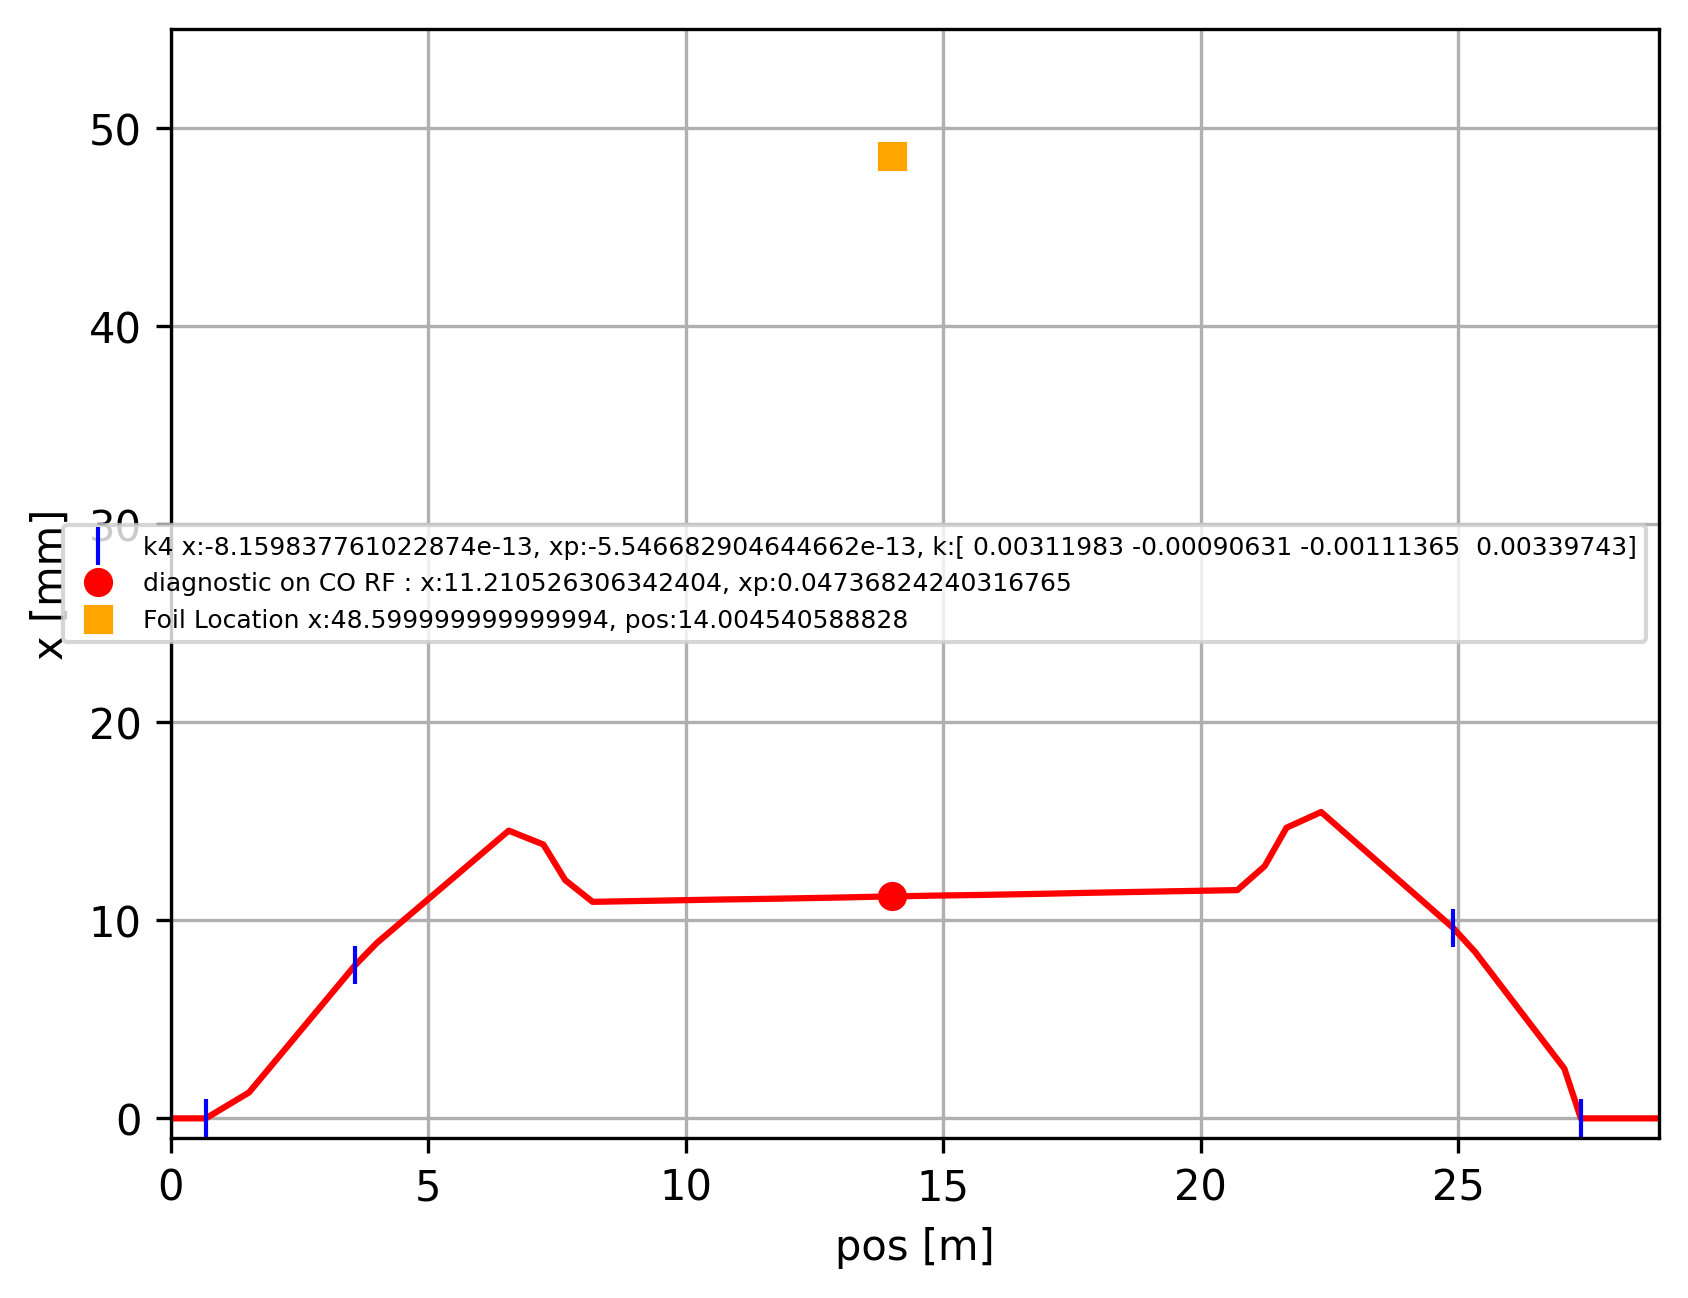 50
40
30
k4 x:-8.159837761022874e-13, xp:-5.546682904644662e-13, k:[ 0.00311983 -0.00090631 -0.00111365  0.00339743]
diagnostic on CO RF : x:11.210526306342404, xp:0.04736824240316765
Foil Location x:48.599999999999994, pos:14.004540588828
x [mm]
20
10
0
0 5 10 15 20 25
pos [m]